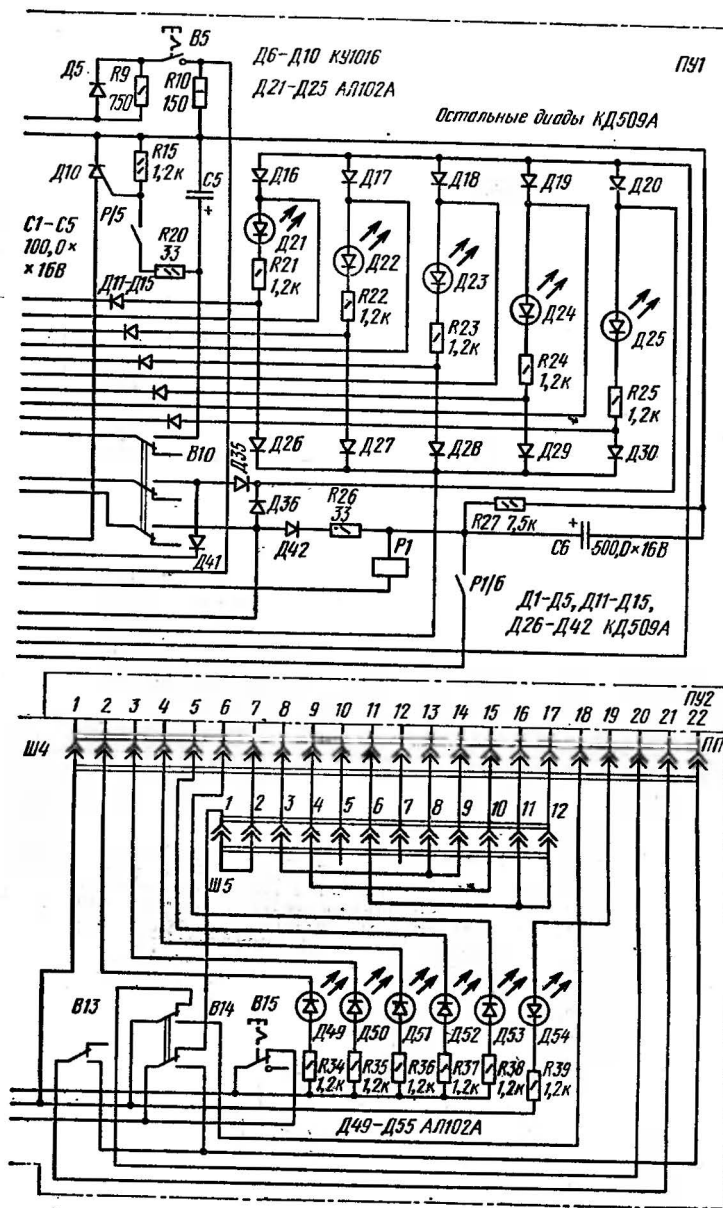 В5
Д6-Д10 КУ1016
ПУ1
Д5
R9
750
R10
150
Д21-Д25 АЛ102А
Остальные диады КД509А
Д10
R15
1,2к
С5
+
Р/5
Д16
Д17
Д18
Д19
Д20
С1-С5
100,0×
×16В
R20
33
Д21
Д22
Д23
Д24
Д25
Д11-Д15
R21
1,2к
R22
1,2к
R23
1,2к
R24
1,2к
R25
1,2к
В10
Д35
Д26
Д27
Д28
Д29
Д30
Д36
R26
33
R27 7,5к
+
С6
500,0×16В
Д41
Д42
Р1
Р1/6
Д1-Д5, Д11-Д15,
Д26-Д42 КД509А
ПУ2
1 2 3 4 5 6 7 8 9 10 11 12 13 14 15 16 17 18 19 20 21 22
Ш4
ПП
1 2 3 4 5 6 7 8 9 10 11 12
Ш5
В13
В14
В15
Д49
Д50
Д51
Д52
Д53
Д54
R34
1,2к
R35
1,2к
R36
1,2к
R37
1,2к
R38
1,2к
R39
1,2к
Д49-Д55 АЛ102А